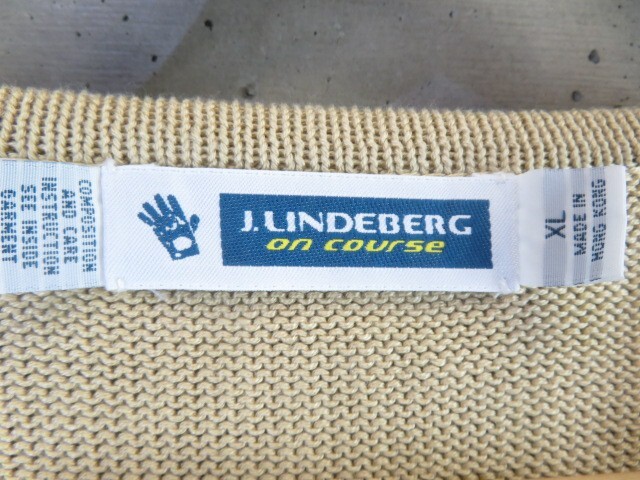 COMPOSITION
AND CARE
INSTRUCTION
SEE INSIDE
GARMENT
J.LINDEBERG
on course
XL
MADE IN
HONG KONG